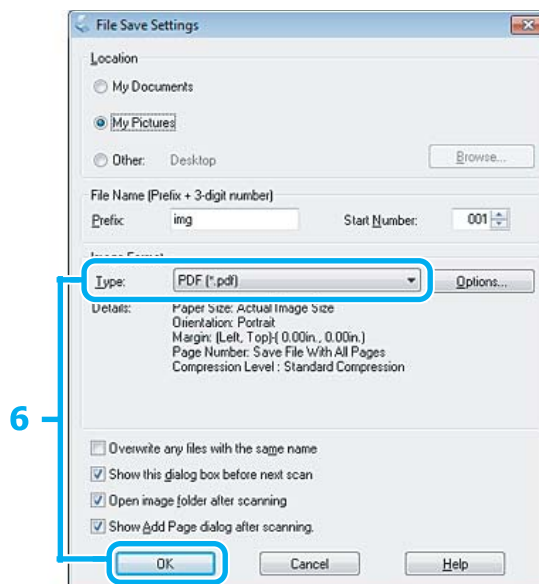 File Save Settings
Location
My Documents
My Pictures
Other: Desktop Browse...
File Name (Prefix + 3-digit number)
Prefix: img Start Number: 001
Image Format
Type: PDF (*.pdf) Options...
Details: Paper Size: Actual Image Size
Orientation: Portrait
Margin: (Left, Top)-( 0.00in., 0.00in.)
Page Number: Save File With All Pages
Compression Level : Standard Compression
6
Overwrite any files with the same name
Show this dialog box before next scan
Open image folder after scanning
Show Add Page dialog after scanning.
OK Cancel Help